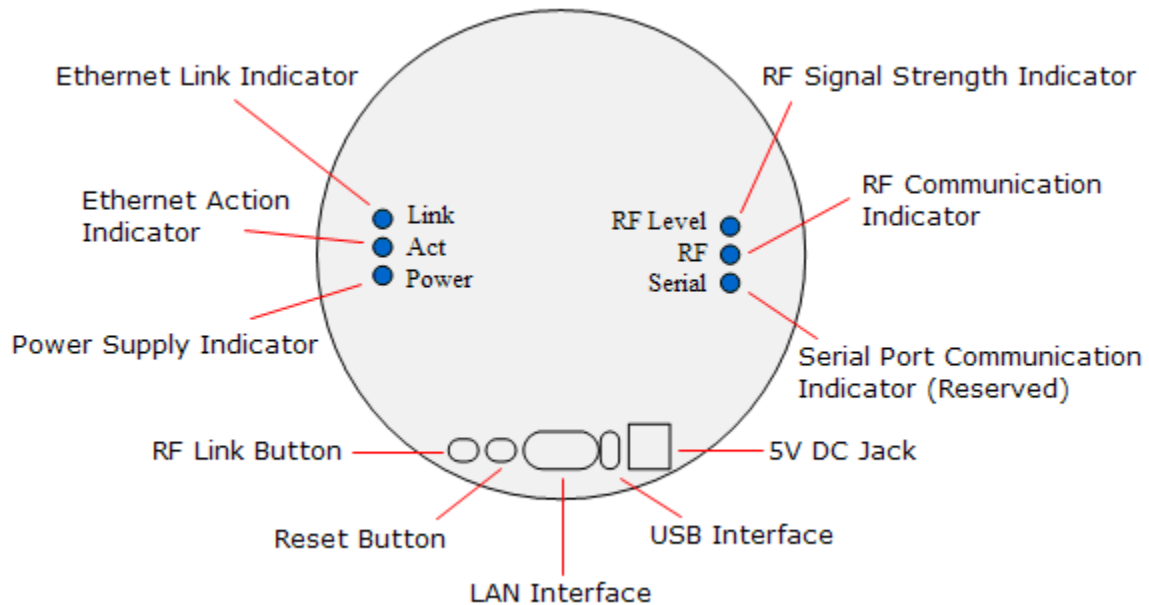 Ethernet Link Indicator
RF Signal Strength Indicator
Ethernet Action
Indicator
RF Communication
Indicator
Link
Act
Power
RF Level
RF
Serial
Power Supply Indicator
Serial Port Communication
Indicator (Reserved)
RF Link Button
5V DC Jack
Reset Button
USB Interface
LAN Interface